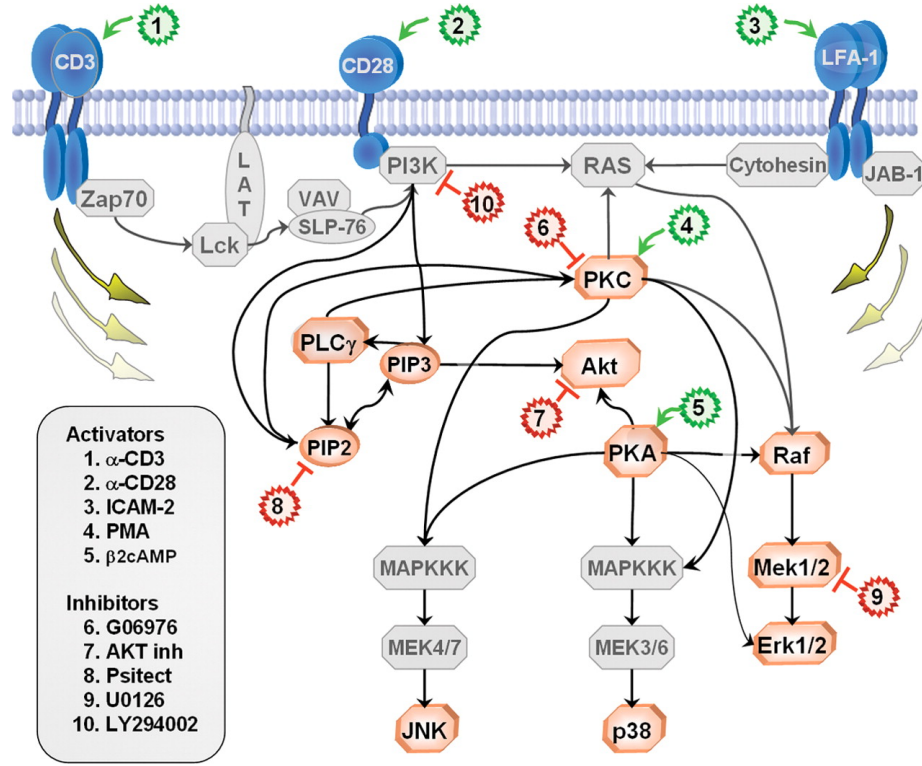 1
2
3
CD3
CD28
LFA-1
PI3K
RAS
Cytohesin
JAB-1
L
A
T
Zap70
VAV
SLP-76
Lck
10
6
4
PKC
PLCγ
PIP3
Akt
7
5
PIP2
PKA
Raf
8
MAPKKK
MAPKKK
Mek1/2
9
MEK4/7
MEK3/6
Erk1/2
JNK
p38
Activators
1. α-CD3
2. α-CD28
3. ICAM-2
4. PMA
5. β2cAMP
Inhibitors
6. G06976
7. AKT inh
8. Psitect
9. U0126
10. LY294002